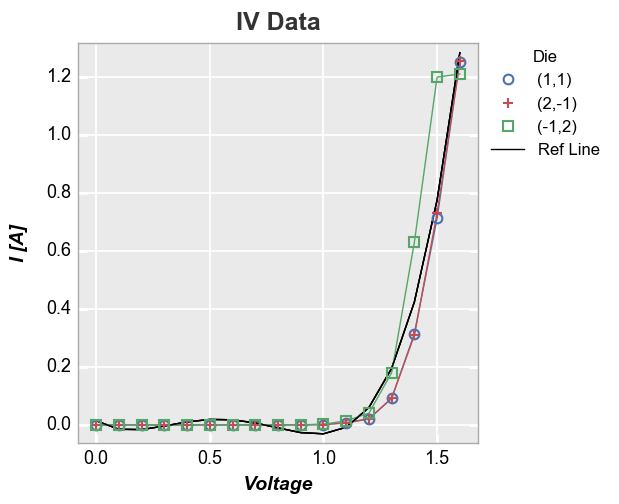 IV Data
Die
(1,1)
(2,-1)
(-1,2)
Ref Line
I [A]
1.2
1.0
0.8
0.6
0.4
0.2
0.0
0.0 0.5 1.0 1.5
Voltage